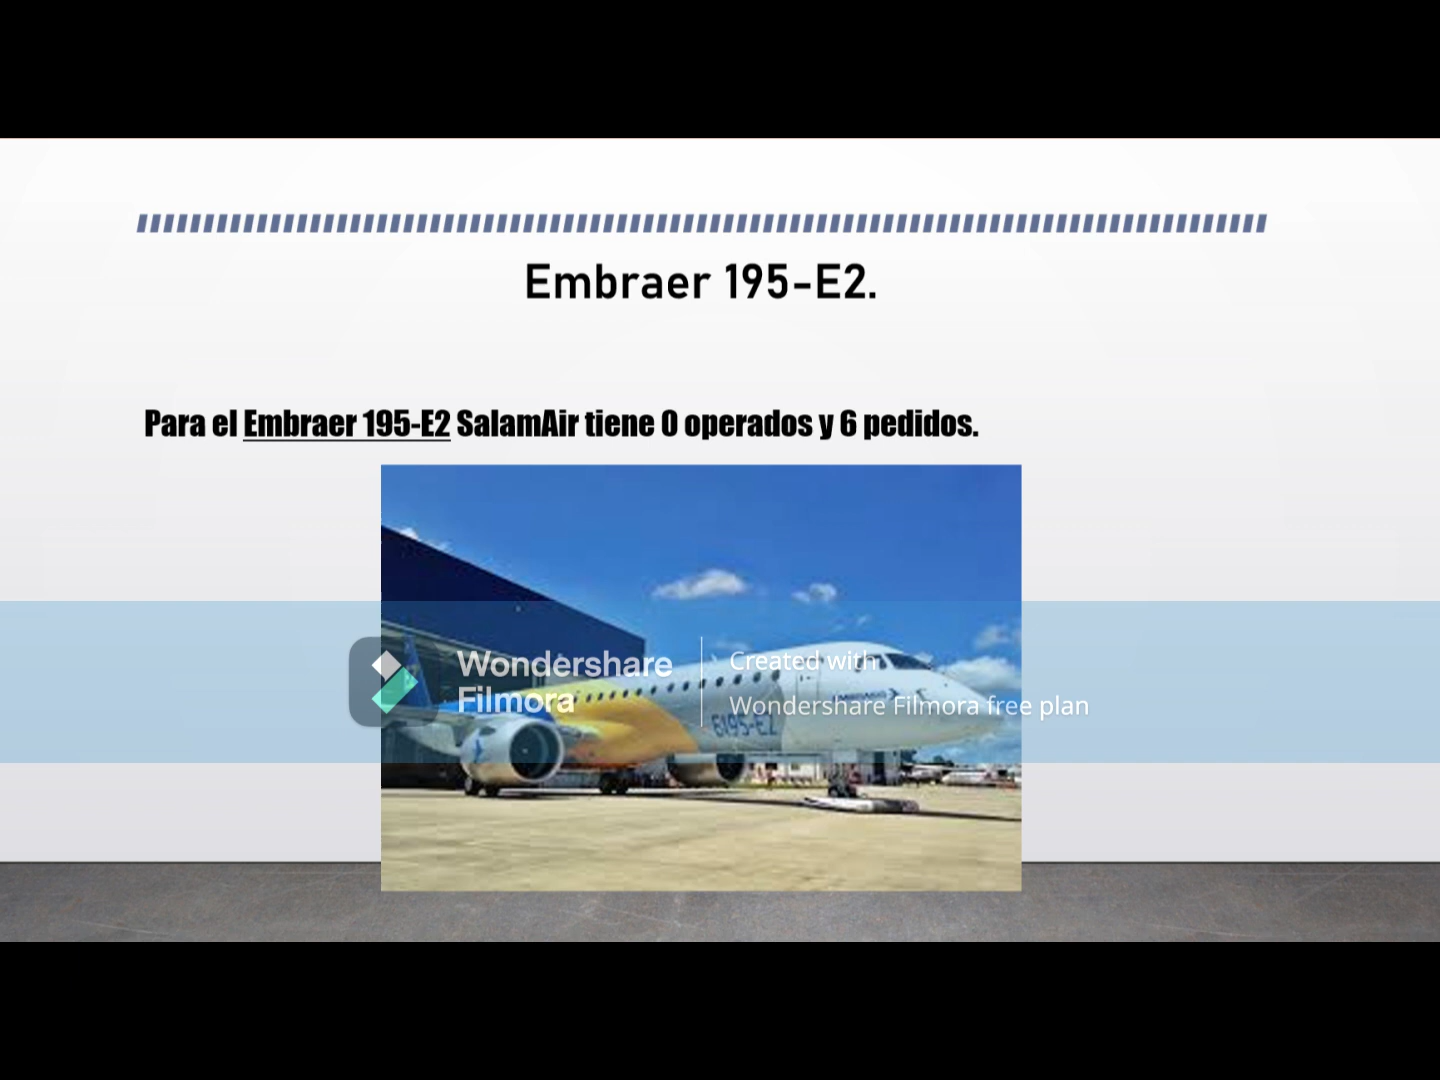 Embraer 195-E2.
Para el Embraer 195-E2 SalamAir tiene 0 operados y 6 pedidos.
Wondershare
Filmora
Created with
Wondershare Filmora free plan
E195-E2